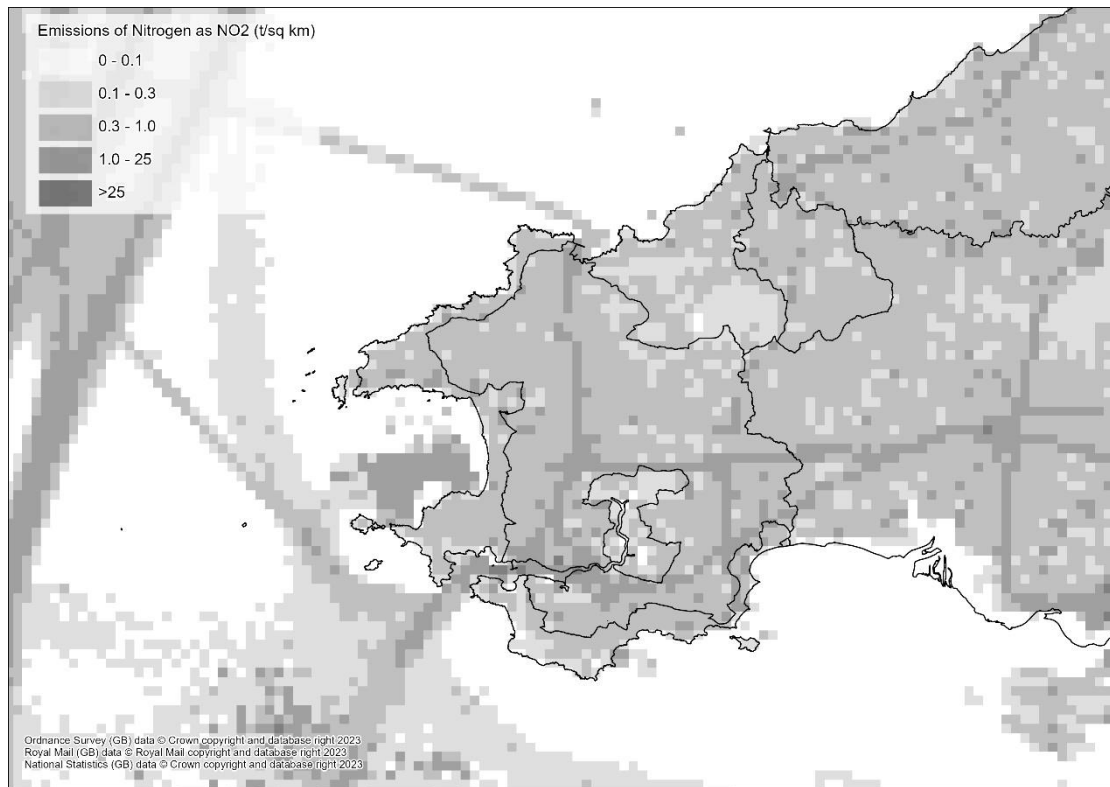 Emissions of Nitrogen as NO2 (t/sq km)
0 - 0.1
0.1 - 0.3
0.3 - 1.0
1.0 - 25
>25
Ordnance Survey (GB) data © Crown copyright and database right 2023
Royal Mail (GB) data © Royal Mail copyright and database right 2023
National Statistics (GB) data © Crown copyright and database right 2023